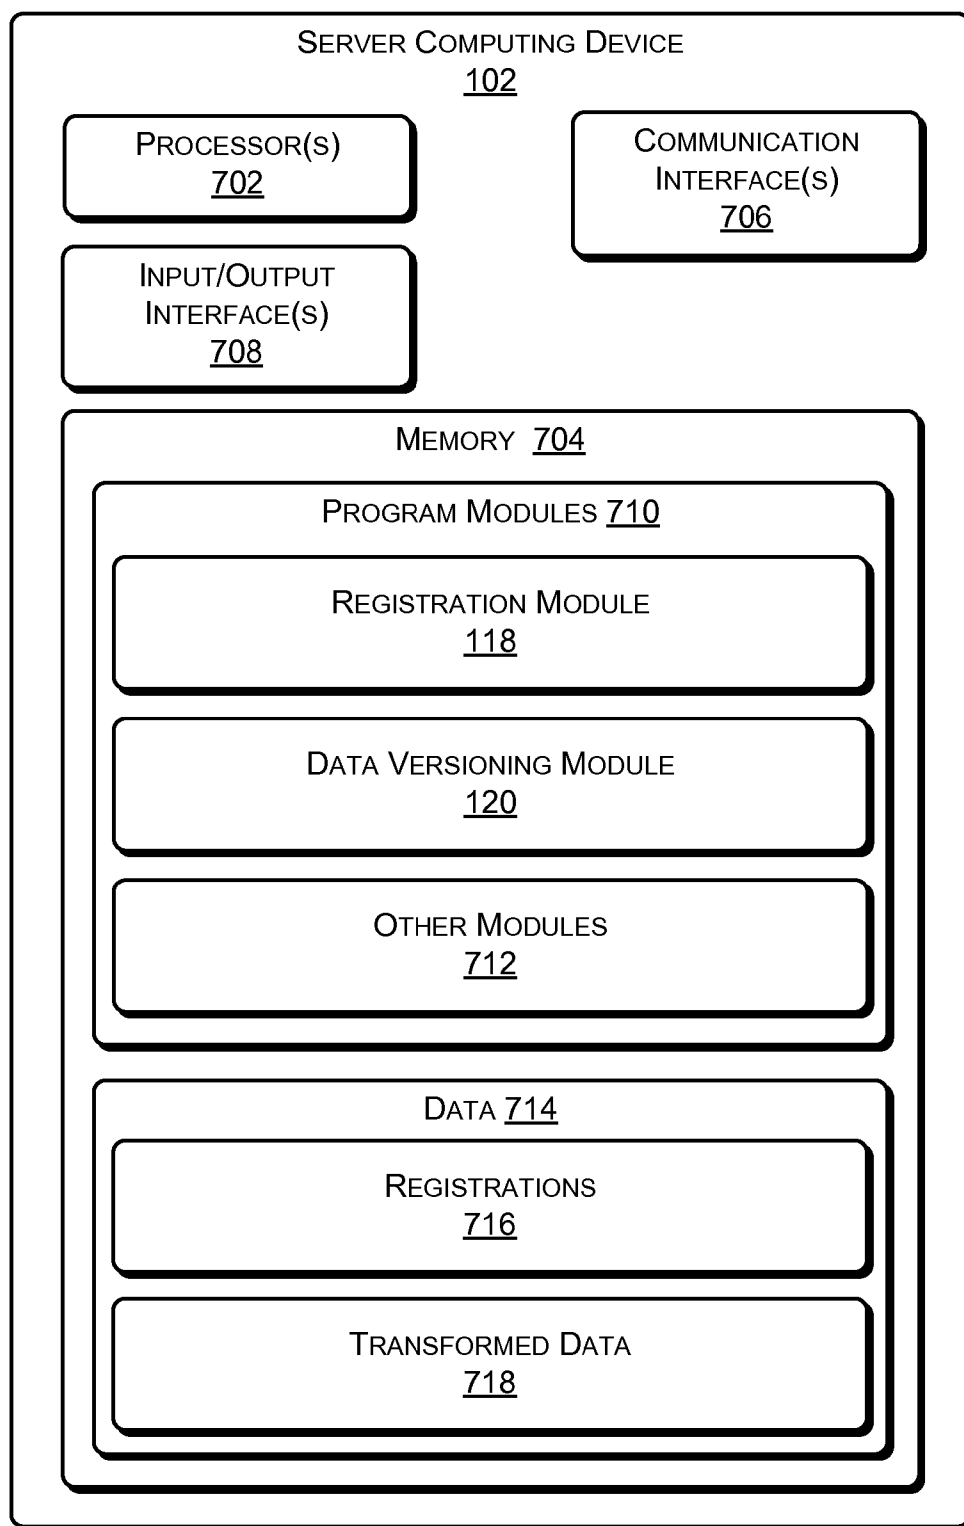 SERVER COMPUTING DEVICE
102
PROCESSOR(S)
702
COMMUNICATION
INTERFACE(S)
706
INPUT/OUTPUT
INTERFACE(S)
708
MEMORY 704
PROGRAM MODULES 710
REGISTRATION MODULE
118
DATA VERSIONING MODULE
120
OTHER MODULES
712
DATA 714
REGISTRATIONS
716
TRANSFORMED DATA
718